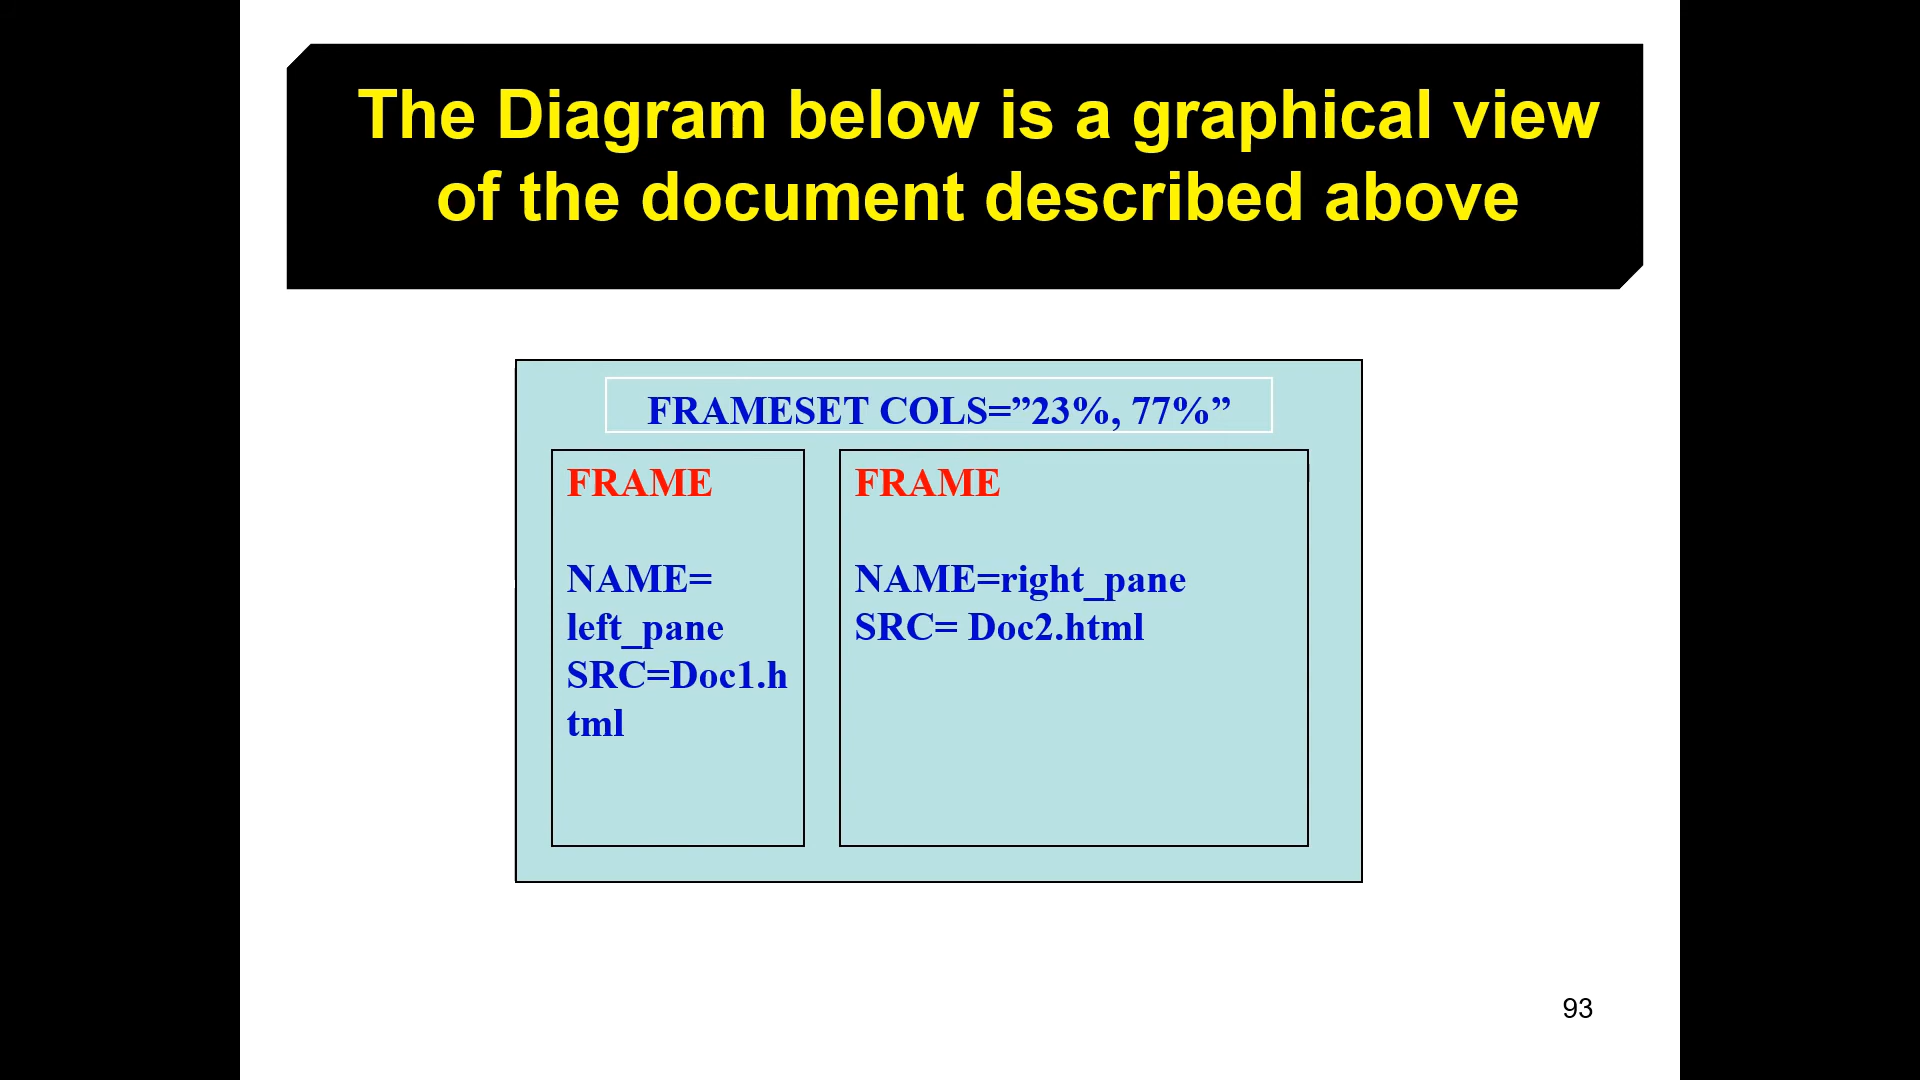 The Diagram below is a graphical view
of the document described above
FRAMESET COLS=”23%, 77%”
FRAME
NAME=
left_pane
SRC=Doc1.h
tml
FRAME
NAME=right_pane
SRC= Doc2.html
93